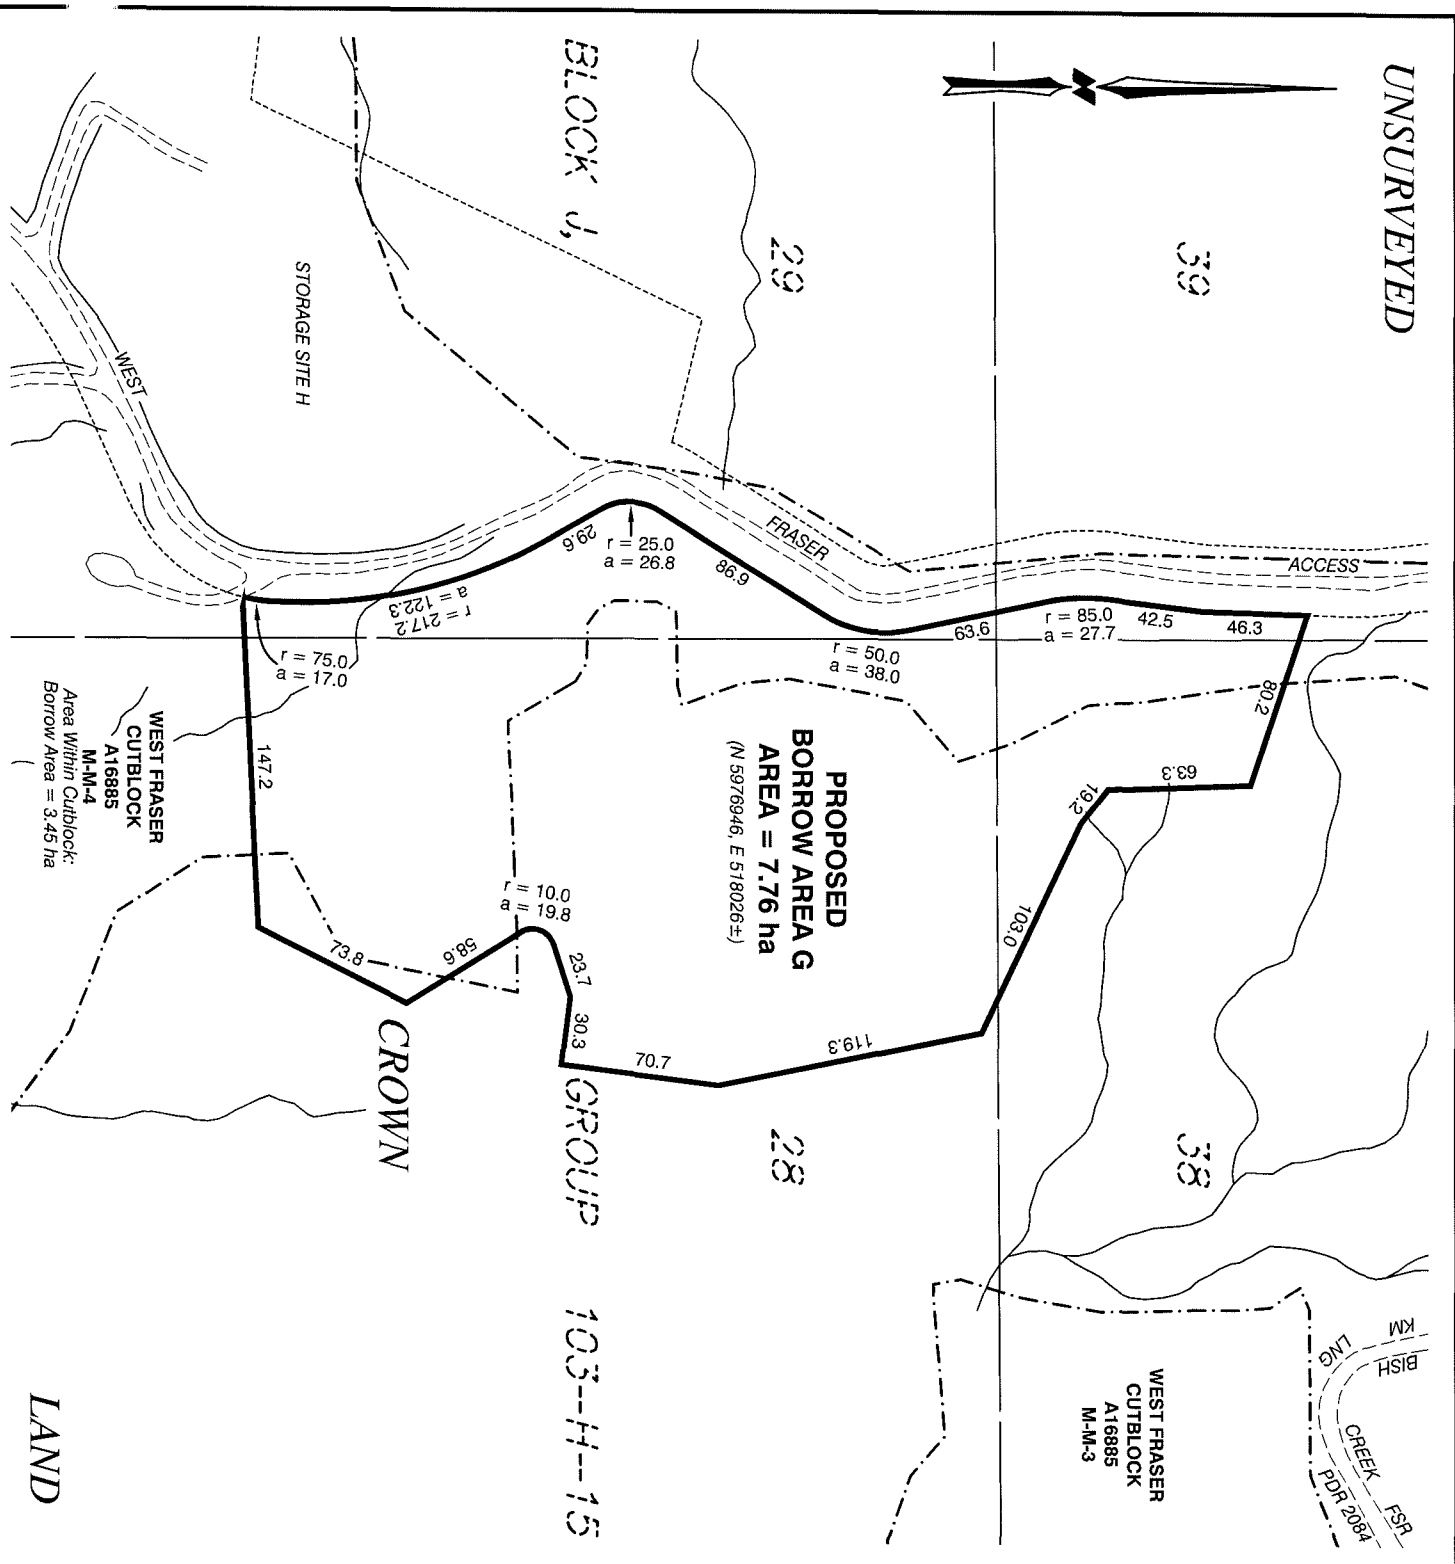 UNSURVEYED
39
38
29
28
BLOCK J,
GROUP 103-H-15
CROWN
LAND
STORAGE SITE H
WEST
FRASER
ACCESS
KM
LNG
BISH
CREEK
FSR
PDR 2084
WEST FRASER
CUTBLOCK
A16885
M-M-3
PROPOSED
BORROW AREA G
AREA = 7.76 ha
(N 5976946, E 518026±)
WEST FRASER
CUTBLOCK
A16885
M-M-4
Area Within Cutblock:
Borrow Area = 3.45 ha
46.3
42.5
r = 85.0
a = 27.7
63.6
r = 50.0
a = 38.0
86.9
r = 25.0
a = 26.8
29.6
r = 217.2
a = 122.3
r = 75.0
a = 17.0
147.2
73.8
58.6
r = 10.0
a = 19.8
23.7
30.3
70.7
119.3
103.0
19.2
63.3
80.2